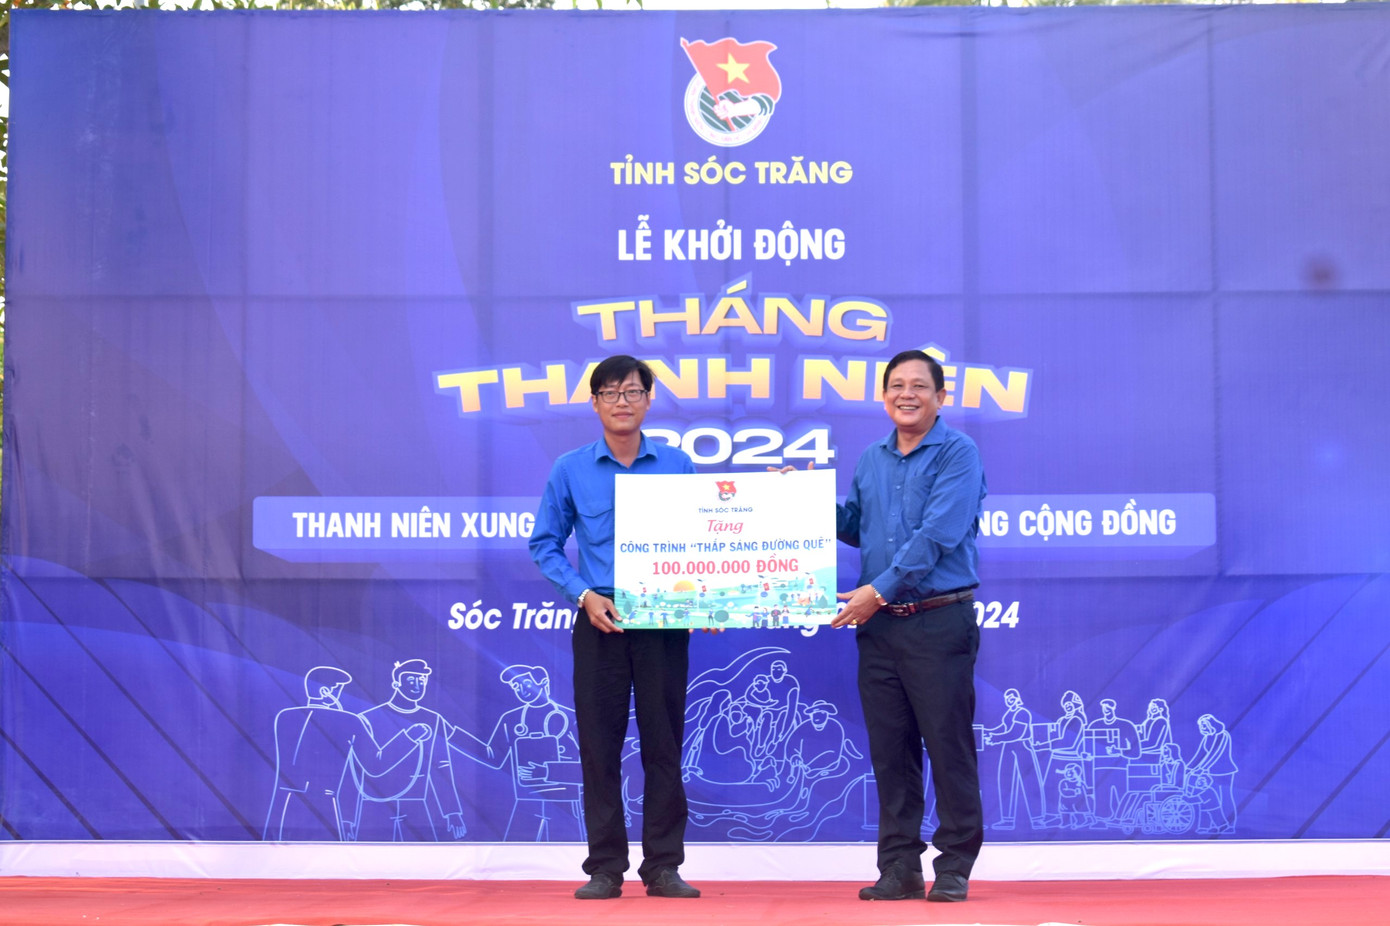 TỈNH SÓC TRĂNG
LỄ KHỞI ĐỘNG
THÁNG
THANH NIÊN
2024
THANH NIÊN XUNG NG CỘNG ĐỒNG
Sóc Trăng 2024
TỈNH SÓC TRĂNG
Tặng
CÔNG TRÌNH "THẮP SÁNG ĐƯỜNG QUÊ"
100.000.000 ĐỒNG